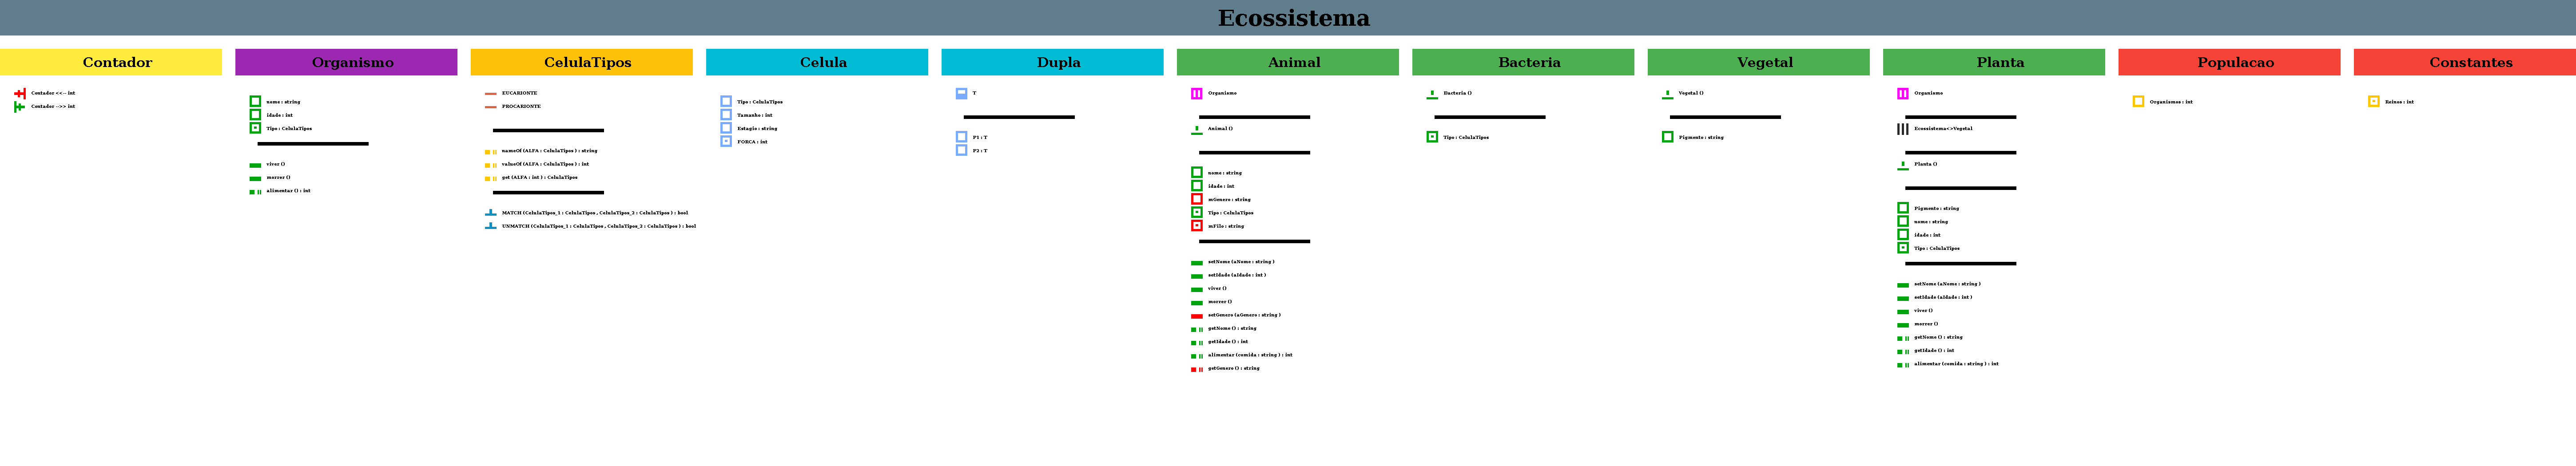 Ecossistema
Contador
Contador <<-- int
Contador -->> int
Organismo
nome : string
idade : int
Tipo : CelulaTipos
viver ()
morrer ()
alimentar () : int
CelulaTipos
EUCARIONTE
PROCARIONTE
nameOf (ALFA : CelulaTipos ) : string
valueOf (ALFA : CelulaTipos ) : int
get (ALFA : int ) : CelulaTipos
MATCH (CelulaTipos_1 : CelulaTipos , CelulaTipos_2 : CelulaTipos ) : bool
UNMATCH (CelulaTipos_1 : CelulaTipos , CelulaTipos_2 : CelulaTipos ) : bool
Celula
Tipo : CelulaTipos
Tamanho : int
Estagio : string
FORCA : int
Dupla
T
P1 : T
P2 : T
Animal
Organismo
Animal ()
nome : string
idade : int
mGenero : string
Tipo : CelulaTipos
mFilo : string
setNome (aNome : string )
setIdade (aIdade : int )
viver ()
morrer ()
setGenero (aGenero : string )
getNome () : string
getIdade () : int
alimentar (comida : string ) : int
getGenero () : string
Bacteria
Bacteria ()
Tipo : CelulaTipos
Vegetal
Vegetal ()
Pigmento : string
Planta
Organismo
Ecossistema<>Vegetal
Planta ()
Pigmento : string
nome : string
idade : int
Tipo : CelulaTipos
setNome (aNome : string )
setIdade (aIdade : int )
viver ()
morrer ()
getNome () : string
getIdade () : int
alimentar (comida : string ) : int
Populacao
Organismos : int
Constantes
Reinos : int